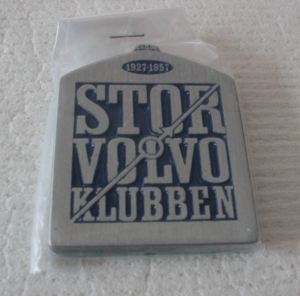 1927-1957
STOR
VOLVO
KLUBBEN